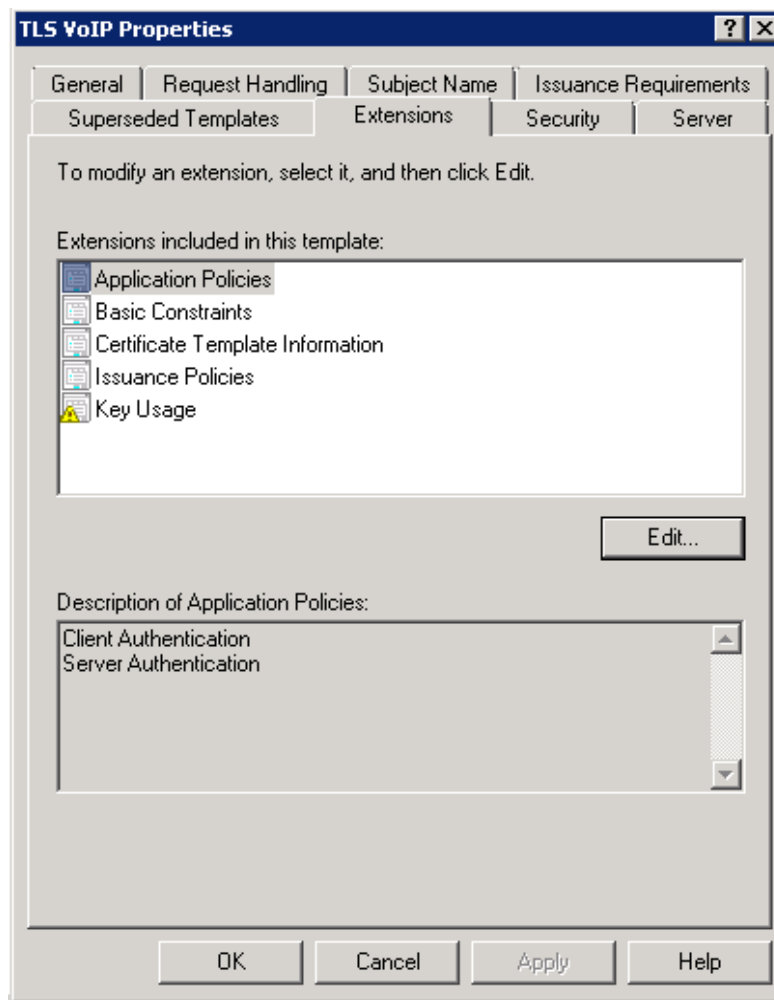 TLS VoIP Properties
General Request Handling Subject Name Issuance Requirements
Superseded Templates Extensions Security Server
To modify an extension, select it, and then click Edit.
Extensions included in this template:
Application Policies
Basic Constraints
Certificate Template Information
Issuance Policies
Key Usage
Edit...
Description of Application Policies:
Client Authentication
Server Authentication
OK Cancel Apply Help